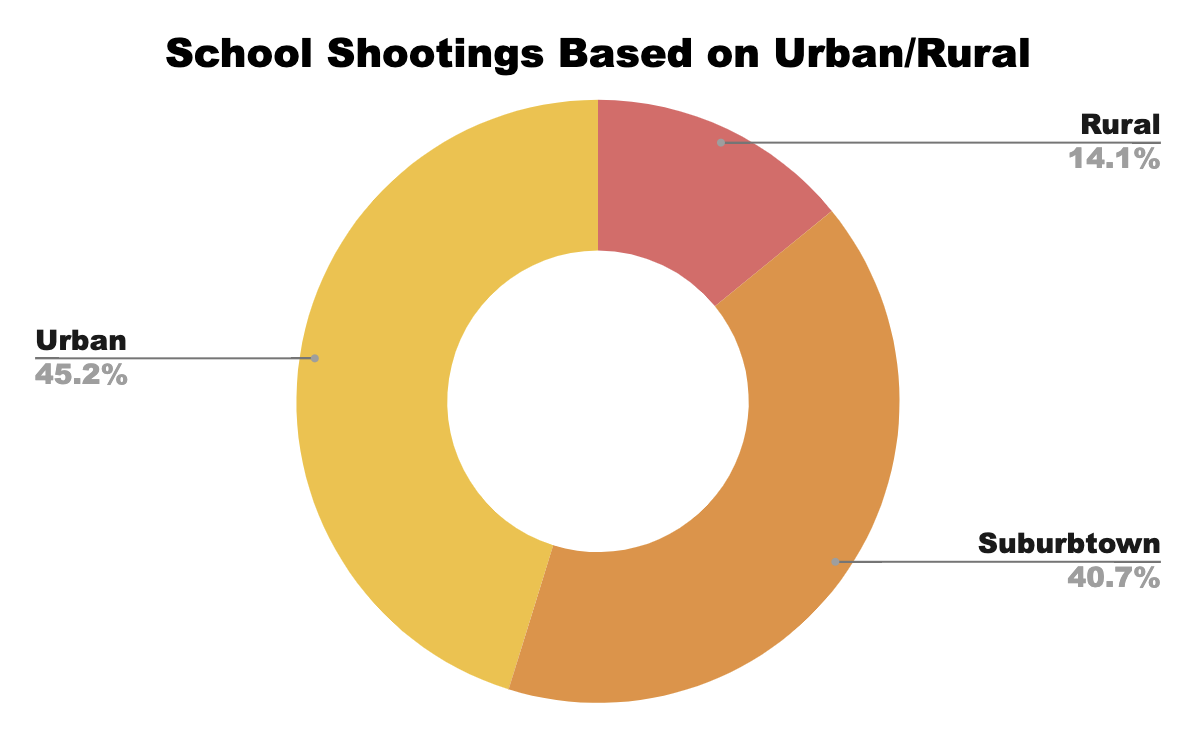 School Shootings Based on Urban/Rural
Rural
14.1%
Urban
45.2%
Suburbtown
40.7%